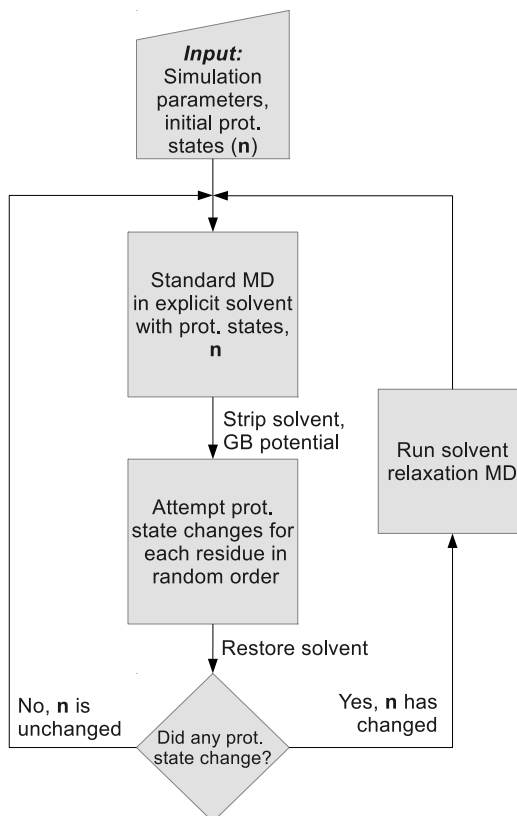 Input:
Simulation
parameters,
initial prot.
states (n)
Standard MD
in explicit solvent
with prot. states,
n
Strip solvent,
GB potential
Run solvent
relaxation MD
Attempt prot.
state changes for
each residue in
random order
Restore solvent
No, n is
unchanged
Yes, n has
changed
Did any prot.
state change?